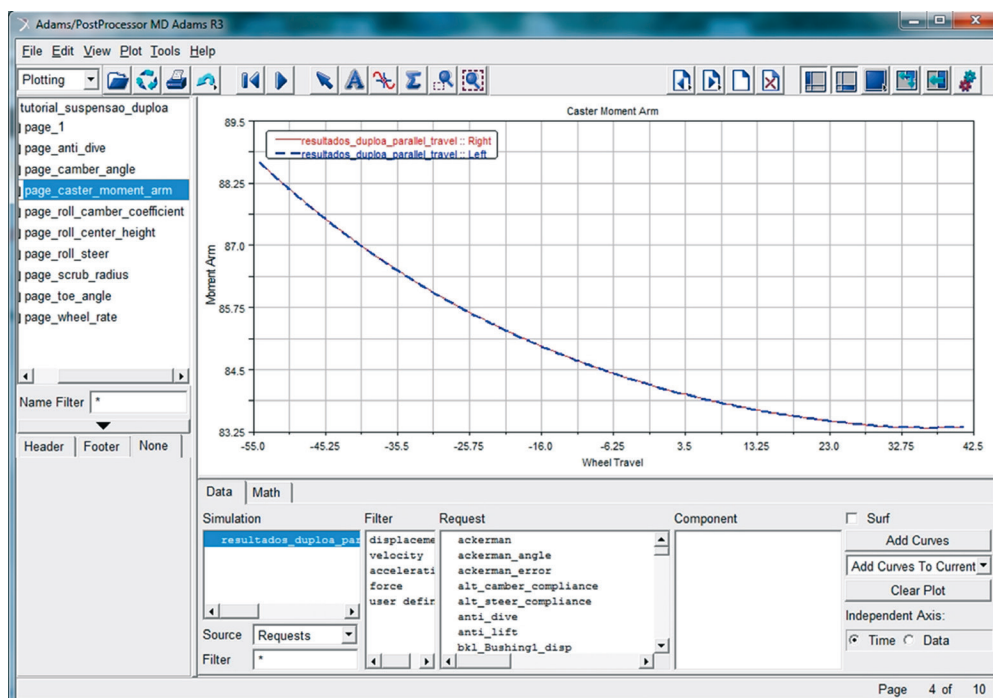 Adams/PostProcessor MD Adams R3
File Edit View Plot Tools Help
Plotting
tutorial_suspensao_duploa
page_1
page_anti_dive
page_camber_angle
page_caster_moment_arm
page_roll_camber_coefficient
page_roll_center_height
page_roll_steer
page_scrub_radius
page_toe_angle
page_wheel_rate
Name Filter *
Header Footer None
Caster Moment Arm
resultados_duploa_parallel_travel :: Right
resultados_duploa_parallel_travel :: Left
Moment Arm
89.5
88.25
87.0
85.75
84.5
83.25
-55.0 -45.25 -35.5 -25.75 -16.0 -6.25 3.5 13.25 23.0 32.75 42.5
Wheel Travel
Data Math
Simulation
resultados_duploa_par
Source Requests
Filter *
Filter
displaceme
velocity
accelerati
force
user defin
Request
ackerman
ackerman_angle
ackerman_error
alt_camber_compliance
alt_steer_compliance
anti_dive
anti_lift
bkl_Bushing1_disp
Component
Surf
Add Curves
Add Curves To Current
Clear Plot
Independent Axis:
Time Data
Page 4 of 10